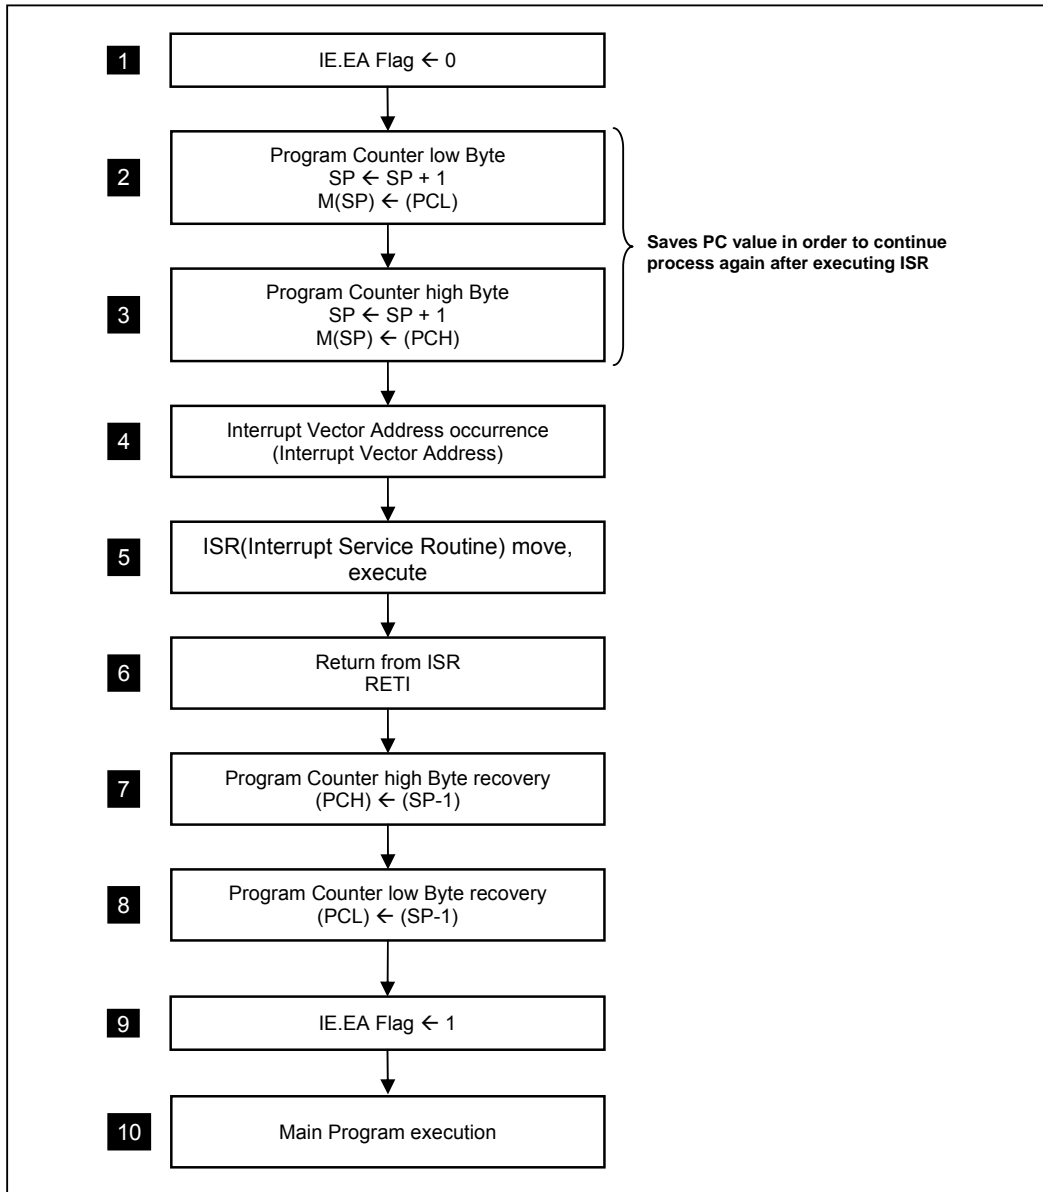 1
IE.EA Flag ← 0
2
Program Counter low Byte
SP ← SP + 1
M(SP) ← (PCL)
3
Program Counter high Byte
SP ← SP + 1
M(SP) ← (PCH)
Saves PC value in order to continue
process again after executing ISR
4
Interrupt Vector Address occurrence
(Interrupt Vector Address)
5
ISR(Interrupt Service Routine) move,
execute
6
Return from ISR
RETI
7
Program Counter high Byte recovery
(PCH) ← (SP-1)
8
Program Counter low Byte recovery
(PCL) ← (SP-1)
9
IE.EA Flag ← 1
10
Main Program execution